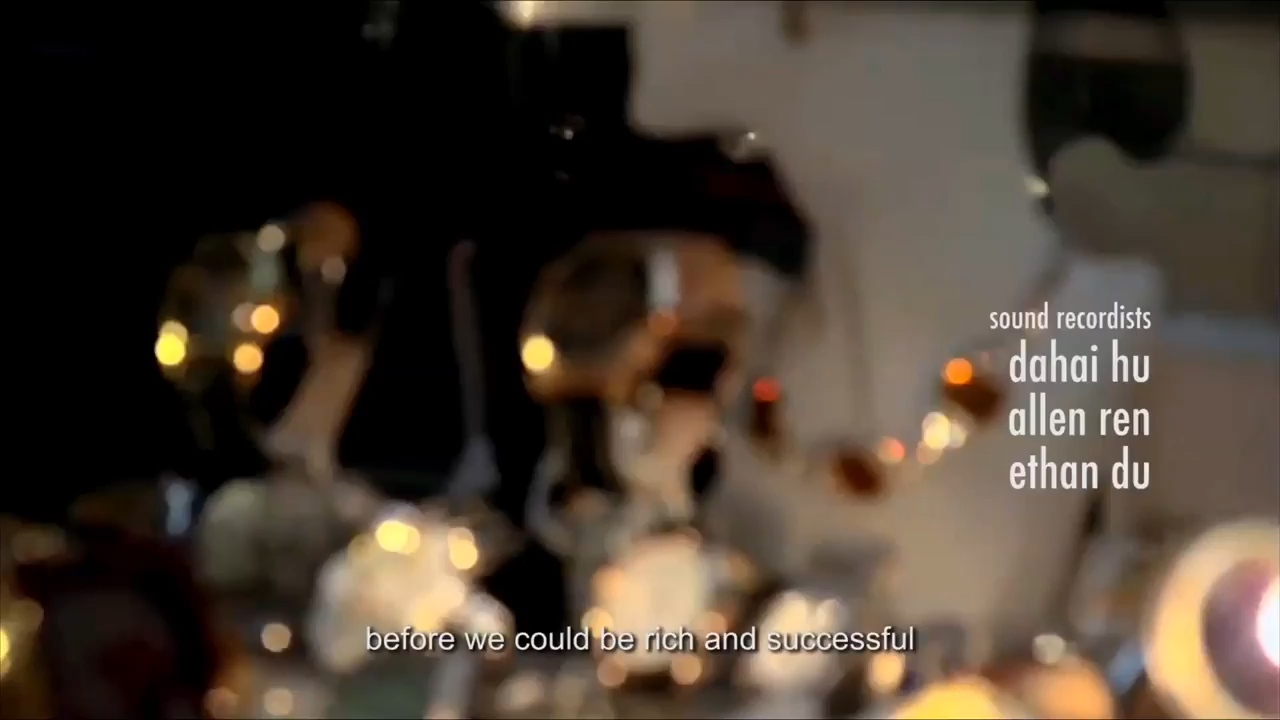 sound recordists
dahai hu
allen ren
ethan du
before we could be rich and successful